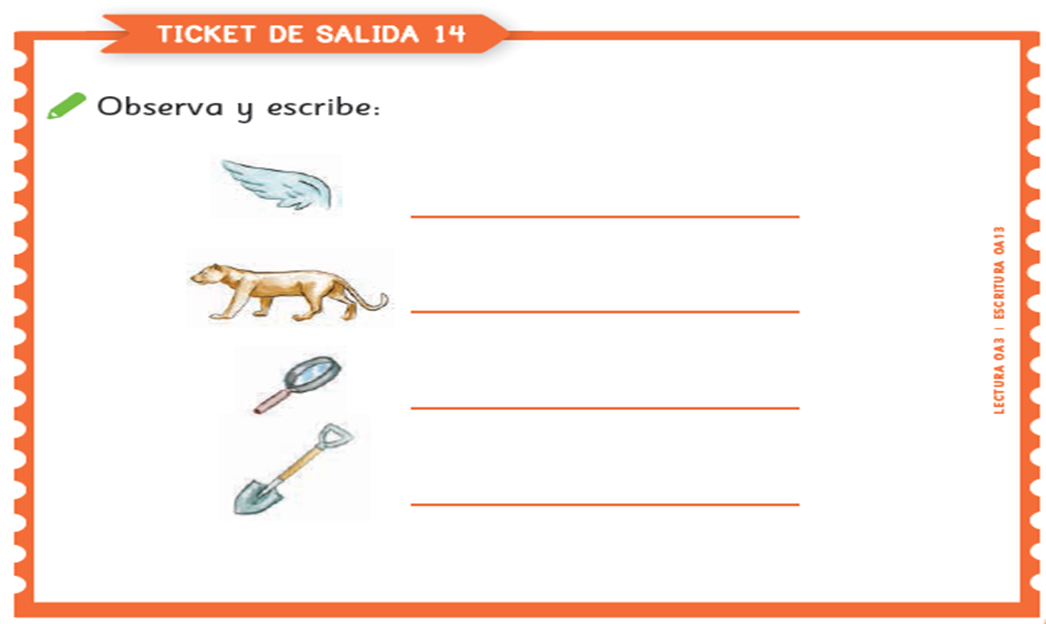 TICKET DE SALIDA 14
Observa y escribe:
LECTURA OA3 | ESCRITURA OA13